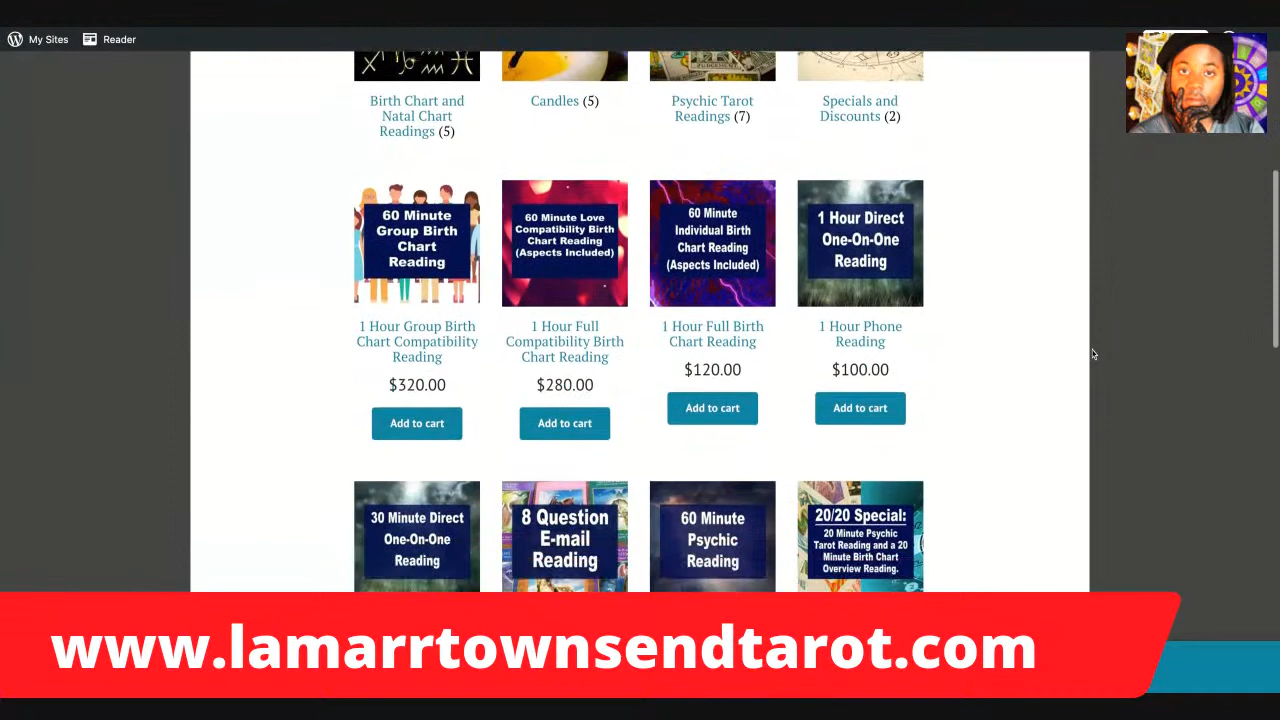 My Sites
Reader
Birth Chart and
Natal Chart
Readings (5)
Candles (5)
Psychic Tarot
Readings (7)
Specials and
Discounts (2)
60 Minute
Group Birth
Chart
Reading
60 Minute Love
Compatibility Birth
Chart Reading
(Aspects Included)
60 Minute
Individual Birth
Chart Reading
(Aspects Included)
1 Hour Direct
One-On-One
Reading
1 Hour Group Birth
Chart Compatibility
Reading
$320.00
Add to cart
1 Hour Full
Compatibility Birth
Chart Reading
$280.00
Add to cart
1 Hour Full Birth
Chart Reading
$120.00
Add to cart
1 Hour Phone
Reading
$100.00
Add to cart
30 Minute Direct
One-On-One
Reading
8 Question
E-mail
Reading
60 Minute
Psychic
Reading
20/20 Special:
20 Minute Psychic
Tarot Reading and a 20
Minute Birth Chart
Overview Reading.
www.lamarrtownsendtarot.com